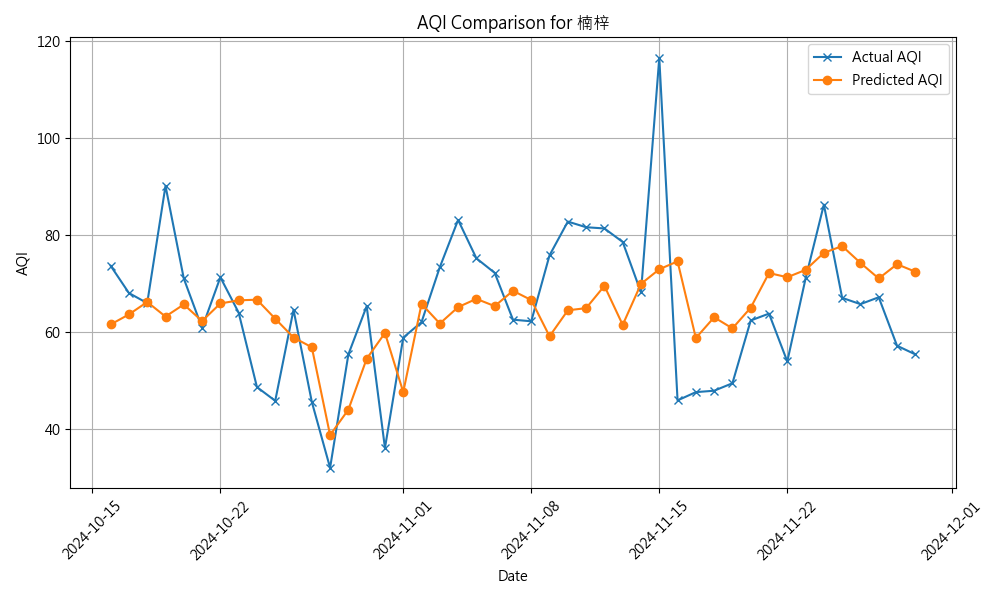 AQI Comparison for 楠梓
Actual AQI
Predicted AQI
120
100
80
60
40
AQI
2024-10-15
2024-10-22
2024-11-01
2024-11-08
2024-11-15
2024-11-22
2024-12-01
Date